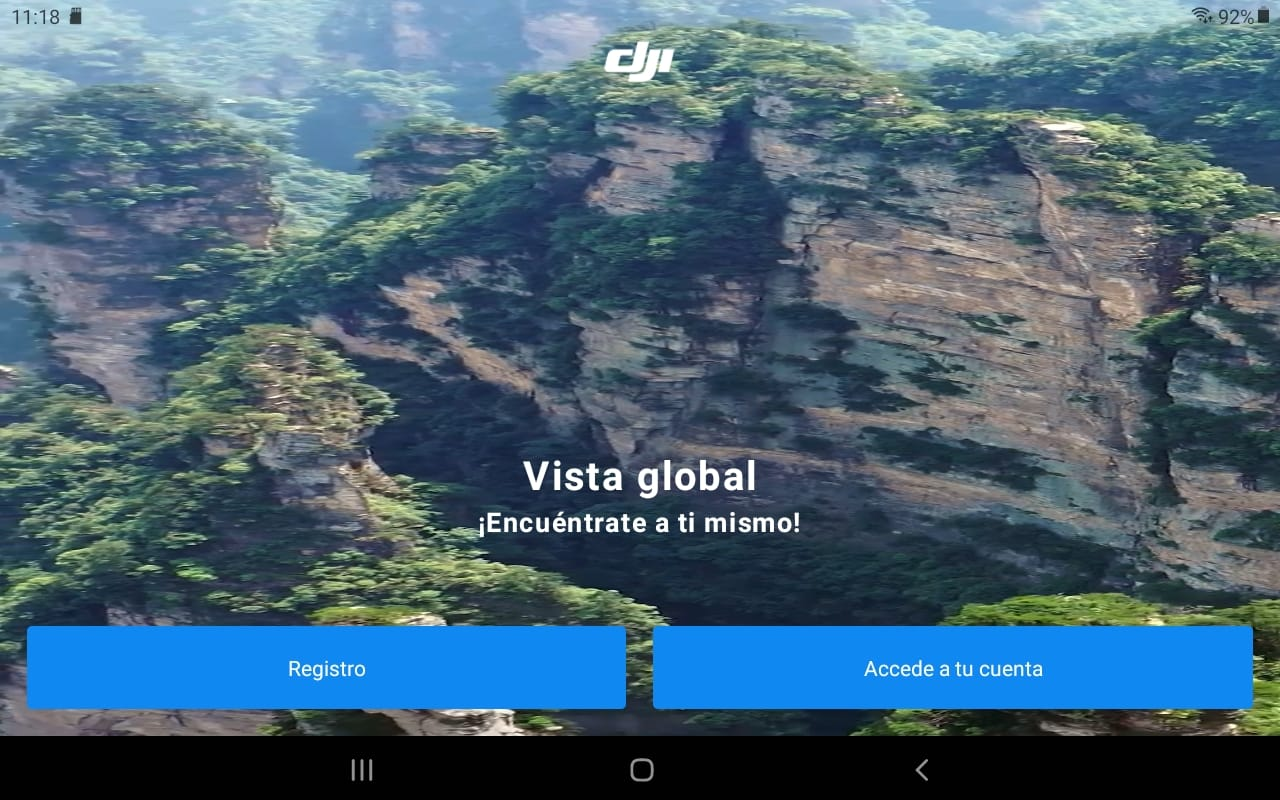 11:18
92%
dji
Vista global
¡Encuéntrate a ti mismo!
Registro
Accede a tu cuenta